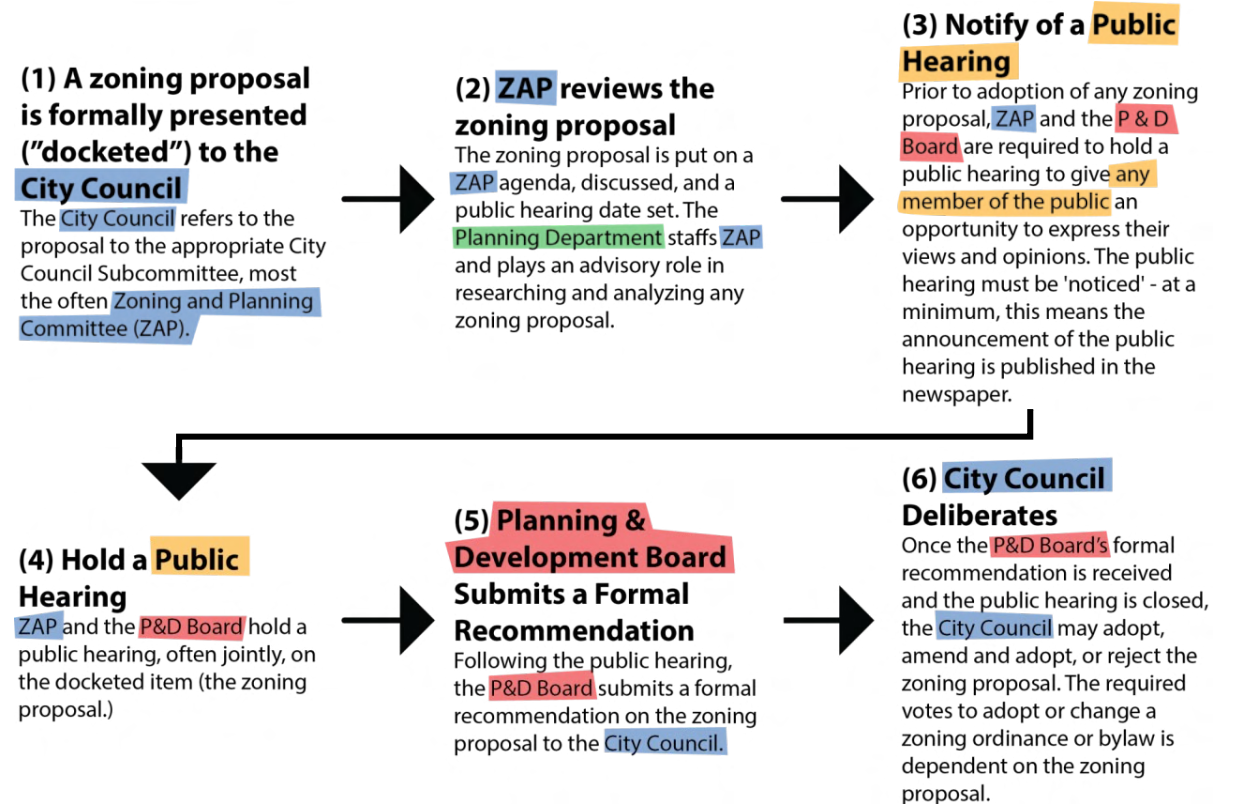 (1) A zoning proposal
is formally presented
("docketed") to the
City Council
The City Council refers to the
proposal to the appropriate City
Council Subcommittee, most
the often Zoning and Planning
Committee (ZAP).
(2) ZAP reviews the
zoning proposal
The zoning proposal is put on a
ZAP agenda, discussed, and a
public hearing date set. The
Planning Department staffs ZAP
and plays an advisory role in
researching and analyzing any
zoning proposal.
(3) Notify of a Public
Hearing
Prior to adoption of any zoning
proposal, ZAP and the P & D
Board are required to hold a
public hearing to give any
member of the public an
opportunity to express their
views and opinions. The public
hearing must be 'noticed' - at a
minimum, this means the
announcement of the public
hearing is published in the
newspaper.
(4) Hold a Public
Hearing
ZAP and the P&D Board hold a
public hearing, often jointly, on
the docketed item (the zoning
proposal.)
(5) Planning &
Development Board
Submits a Formal
Recommendation
Following the public hearing,
the P&D Board submits a formal
recommendation on the zoning
proposal to the City Council.
(6) City Council
Deliberates
Once the P&D Board's formal
recommendation is received
and the public hearing is closed,
the City Council may adopt,
amend and adopt, or reject the
zoning proposal. The required
votes to adopt or change a
zoning ordinance or bylaw is
dependent on the zoning
proposal.